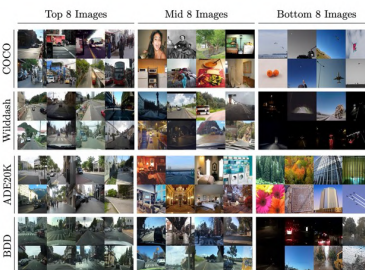 Top 8 Images
Mid 8 Images
Bottom 8 Images
COCO
Wilddash
ADE20K
BDD